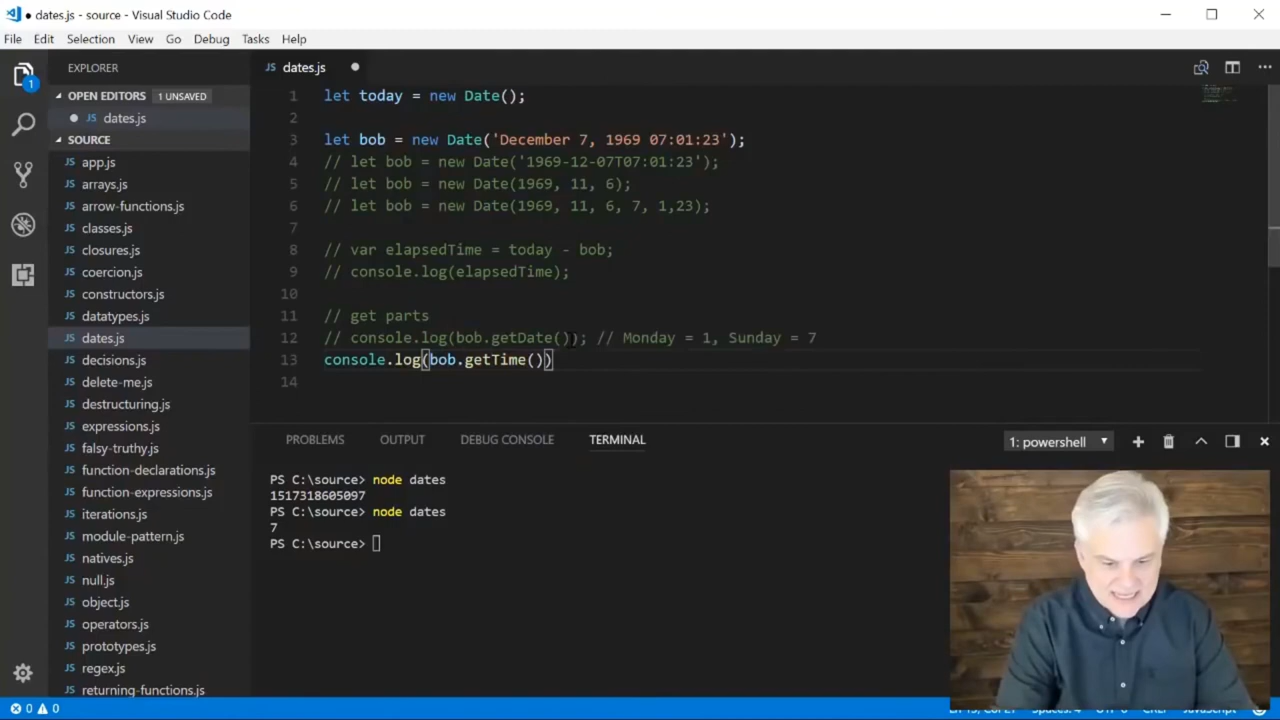 ● dates.js - source - Visual Studio Code
File Edit Selection View Go Debug Tasks Help
EXPLORER
OPEN EDITORS 1 UNSAVED
dates.js
SOURCE
JS app.js
JS arrays.js
JS arrow-functions.js
JS classes.js
JS closures.js
JS coercion.js
JS constructors.js
JS datatypes.js
JS dates.js
JS decisions.js
JS delete-me.js
JS destructuring.js
JS expressions.js
JS falsy-truthy.js
JS function-declarations.js
JS function-expressions.js
JS iterations.js
JS module-pattern.js
JS natives.js
JS null.js
JS object.js
JS operators.js
JS prototypes.js
JS regex.js
JS returning-functions.js
1
JS dates.js
1 let today = new Date();
2
3 let bob = new Date('December 7, 1969 07:01:23');
4 // let bob = new Date('1969-12-07T07:01:23');
5 // let bob = new Date(1969, 11, 6);
6 // let bob = new Date(1969, 11, 6, 7, 1,23);
7
8 // var elapsedTime = today - bob;
9 // console.log(elapsedTime);
10
11 // get parts
12 // console.log(bob.getDate()); // Monday = 1, Sunday = 7
13 console.log(bob.getTime())
14
PROBLEMS OUTPUT DEBUG CONSOLE TERMINAL 1: powershell
PS C:\source> node dates
1517318605097
PS C:\source> node dates
7
PS C:\source>
0 0